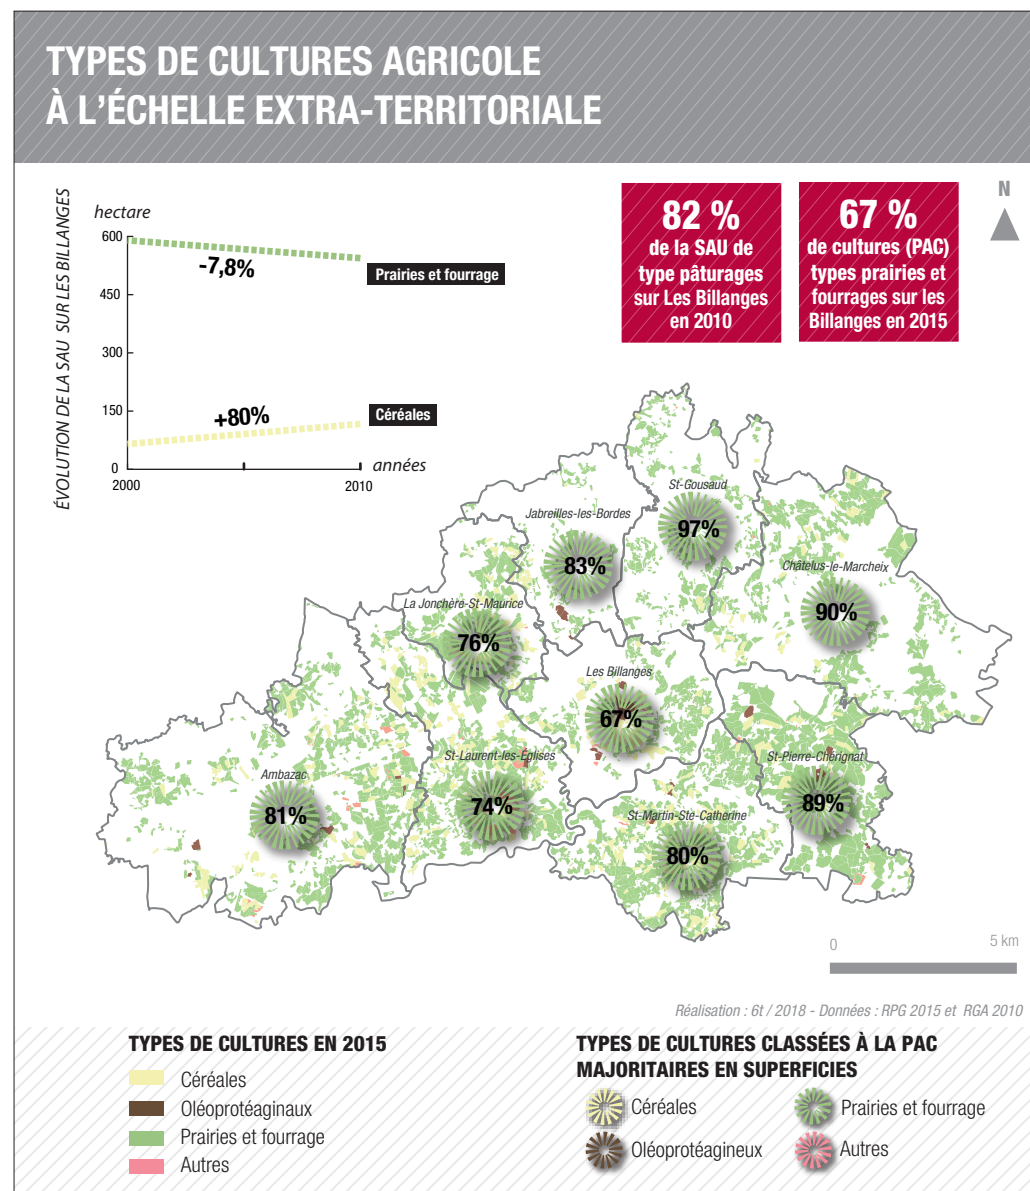 TYPES DE CULTURES AGRICOLE
À L'ÉCHELLE EXTRA-TERRITORIALE
ÉVOLUTION DE LA SAU SUR LES BILLANGES
hectare
600
450
300
150
0
-7,8%
Prairies et fourrage
+80%
Céréales
années
2000
2010
82 %
de la SAU de
type pâturages
sur Les Billanges
en 2010
67 %
de cultures (PAC)
types prairies et
fourrages sur les
Billanges en 2015
N
St-Gousaud
97%
Jabreilles-les-Bordes
83%
Châtelus-le-Marcheix
90%
La Jonchère-St-Maurice
76%
Les Billanges
67%
St-Laurent-les-Églises
74%
St-Pierre-Chérignat
89%
Ambazac
81%
St-Martin-Ste-Catherine
80%
0
5 km
Réalisation : 6t / 2018 - Données : RPG 2015 et RGA 2010
TYPES DE CULTURES EN 2015
Céréales
Oléoprotéaginaux
Prairies et fourrage
Autres
TYPES DE CULTURES CLASSÉES À LA PAC
MAJORITAIRES EN SUPERFICIES
Céréales
Prairies et fourrage
Oléoprotéagineux
Autres